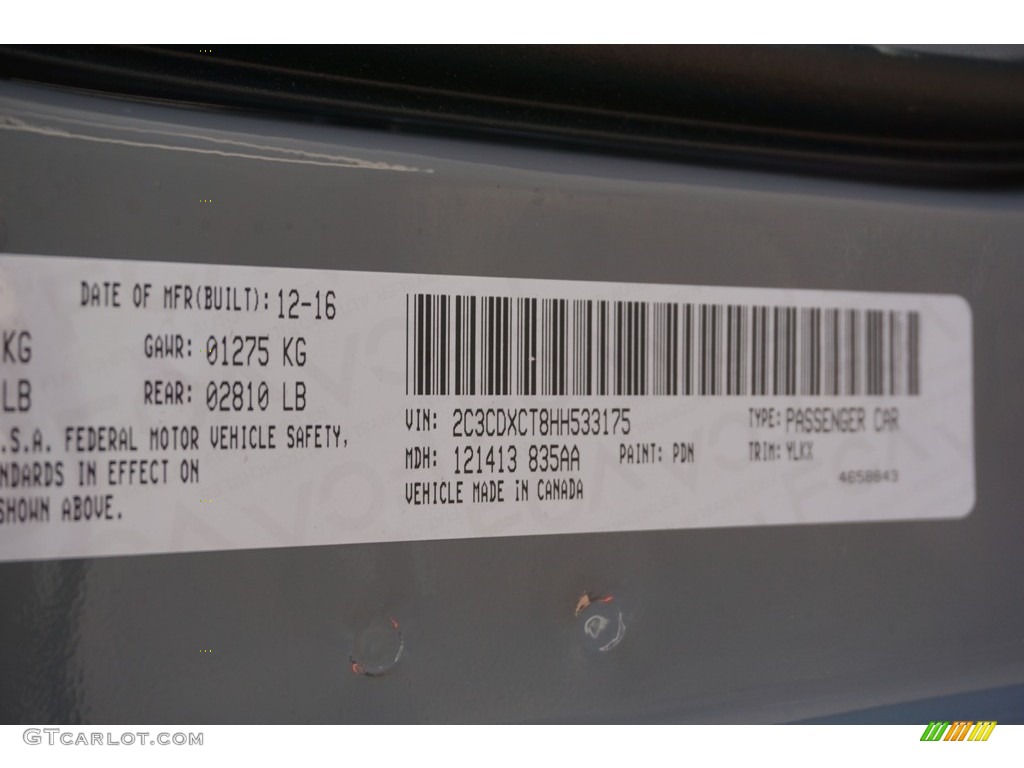 DATE OF MFR(BUILT): 12-16
KG GAWR: 01275 KG
LB REAR: 02810 LB
.S.A. FEDERAL MOTOR VEHICLE SAFETY,
NDARDS IN EFFECT ON
SHOWN ABOVE.
VIN: 2C3CDXCT8HH533175 TYPE: PASSENGER CAR
MDH: 121413 835AA PAINT: PDN TRIM: YLKX
VEHICLE MADE IN CANADA
4658643
GTCARLOT.COM